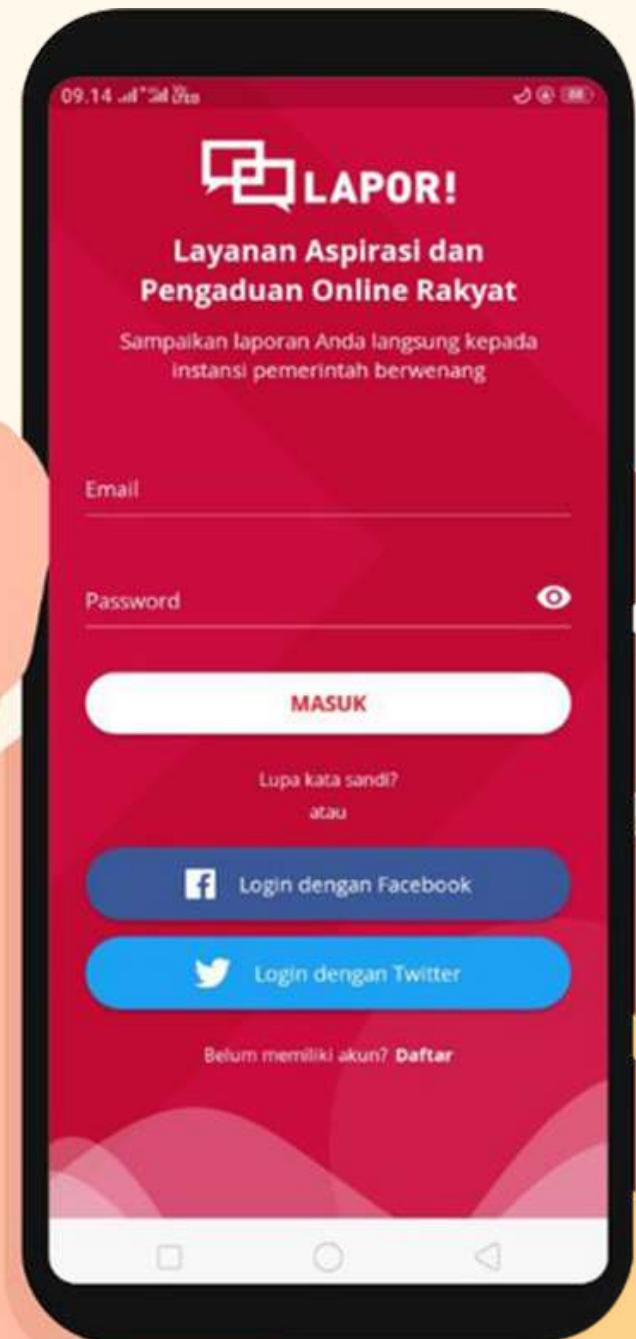 09.14
88
LAPOR!
Layanan Aspirasi dan
Pengaduan Online Rakyat
Sampaikan laporan Anda langsung kepada
instansi pemerintah berwenang
Email
Password
MASUK
Lupa kata sandi?
atau
Login dengan Facebook
Login dengan Twitter
Belum memiliki akun? Daftar